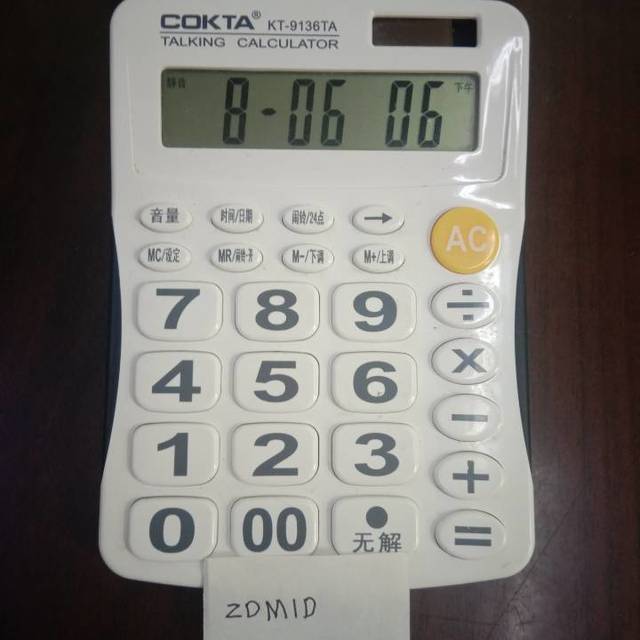 COKTA® KT-9136TA
TALKING CALCULATOR
静音 8-06 06 下午
音量 时间/日期 闹铃/24点 → AC
MC/设定 MR/闹铃-开 M-/下调 M+/上调
7 8 9 ÷
4 5 6 ×
1 2 3 −
0 00 • +
无解 =
ZDMID